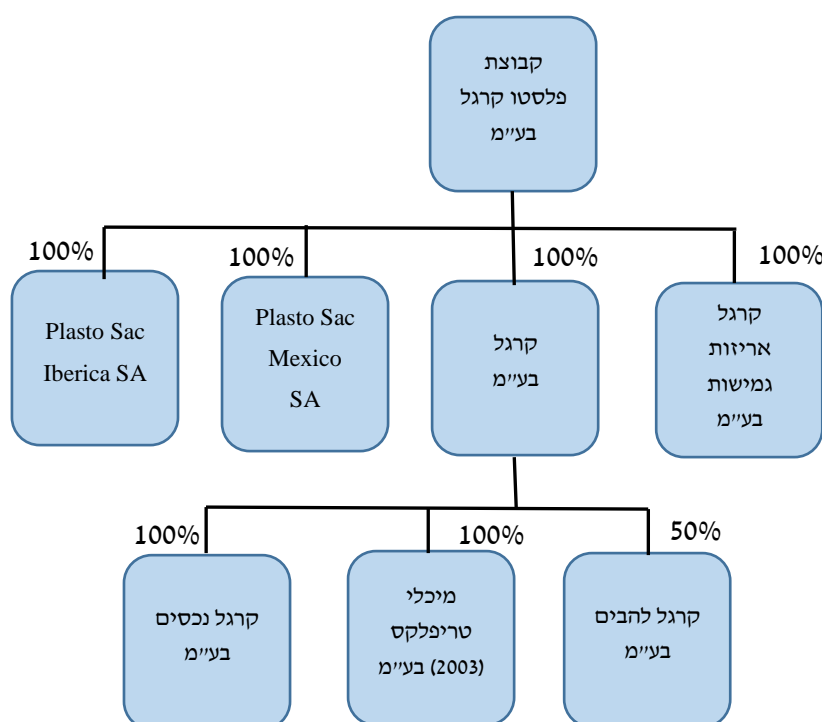 קבוצת
פלסטו קרגל
בע״מ
100%
100%
100%
100%
קרגל
אריזות
גמישות
בע״מ
קרגל
בע״מ
Plasto Sac
Mexico
SA
Plasto Sac
Iberica SA
50%
100%
100%
קרגל להבים
בע״מ
מיכלי
טריפלקס
(2003) בע״מ
קרגל נכסים
בע״מ